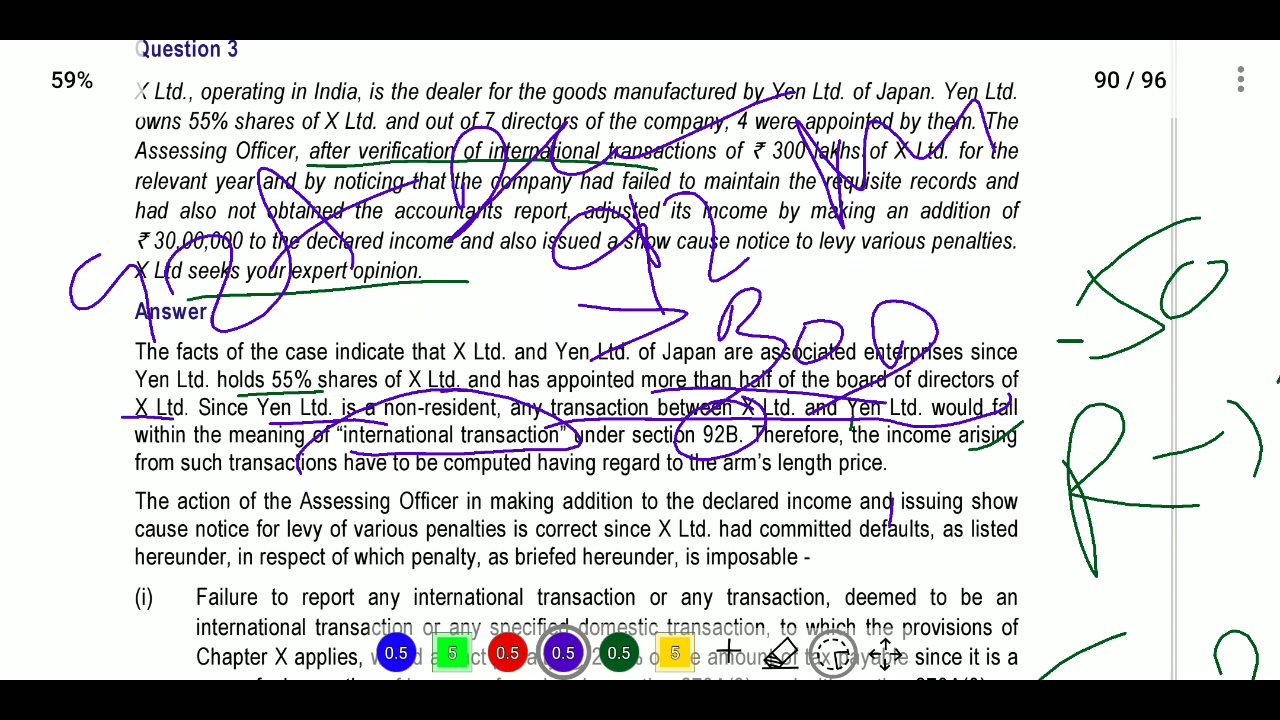 Question 3
59%
90 / 96
X Ltd., operating in India, is the dealer for the goods manufactured by Yen Ltd. of Japan. Yen Ltd.
owns 55% shares of X Ltd. and out of 7 directors of the company, 4 were appointed by them. The
Assessing Officer, after verification of international transactions of ₹ 300 lakhs of X Ltd. for the
relevant year and by noticing that the company had failed to maintain the requisite records and
had also not obtained the accountants report, adjusted its income by making an addition of
₹ 30,00,000 to the declared income and also issued a show cause notice to levy various penalties.
X Ltd seeks your expert opinion.
Answer
The facts of the case indicate that X Ltd. and Yen Ltd. of Japan are associated enterprises since
Yen Ltd. holds 55% shares of X Ltd. and has appointed more than half of the board of directors of
X Ltd. Since Yen Ltd. is a non-resident, any transaction between X Ltd. and Yen Ltd. would fall
within the meaning of “international transaction” under section 92B. Therefore, the income arising
from such transactions have to be computed having regard to the arm’s length price.
The action of the Assessing Officer in making addition to the declared income and issuing show
cause notice for levy of various penalties is correct since X Ltd. had committed defaults, as listed
hereunder, in respect of which penalty, as briefed hereunder, is imposable -
(i) Failure to report any international transaction or any transaction, deemed to be an
international transaction or any specified domestic transaction, to which the provisions of
Chapter X applies, amount of tax payable since it is a
0.5 5 0.5 0.5 0.5 5